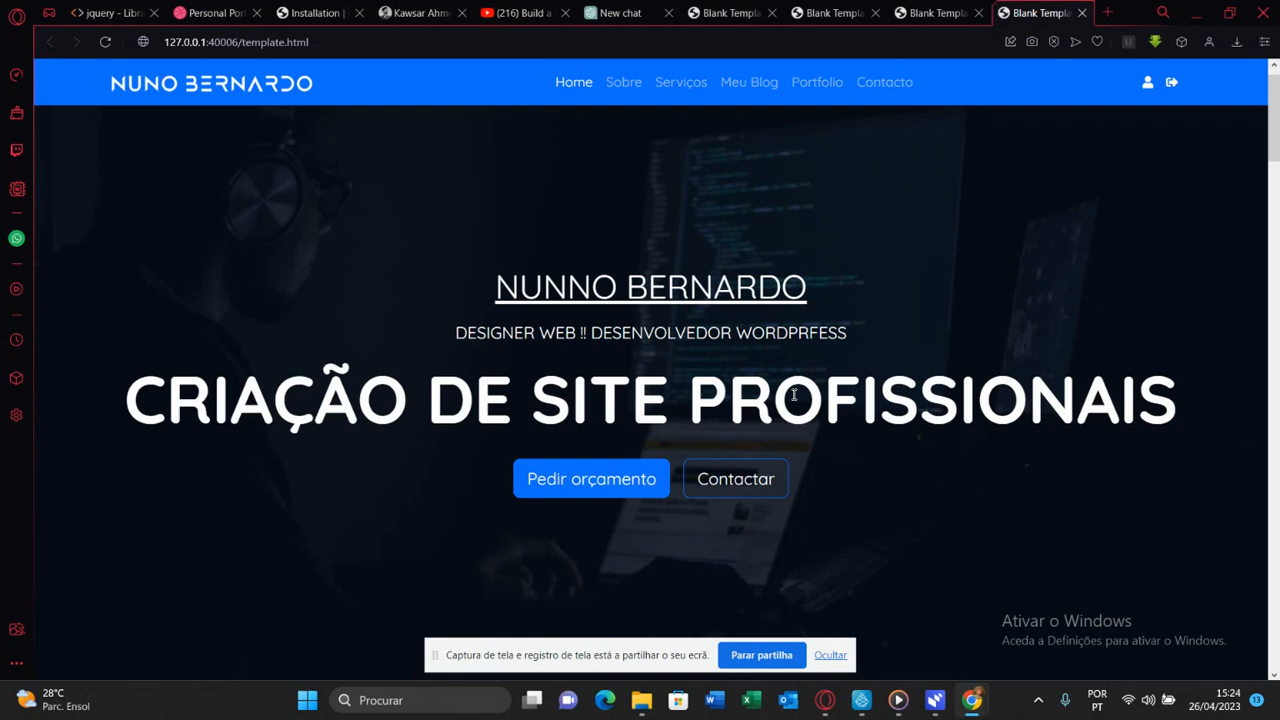 jquery - Libra
Personal Port
Installation |
Kawsar Ahme
(216) Build a
New chat
Blank Templa
Blank Templa
Blank Templa
Blank Templa
127.0.0.1:40006/template.html
NUNO BERNARDO
Home Sobre Serviços Meu Blog Portfolio Contacto
NUNNO BERNARDO
DESIGNER WEB !! DESENVOLVEDOR WORDPRFESS
CRIAÇÃO DE SITE PROFISSIONAIS
Pedir orçamento
Contactar
Ativar o Windows
Aceda a Definições para ativar o Windows.
Captura de tela e registro de tela está a partilhar o seu ecrã.
Parar partilha
Ocultar
28°C
Parc. Ensol
Procurar
POR
PT
15:24
26/04/2023
13